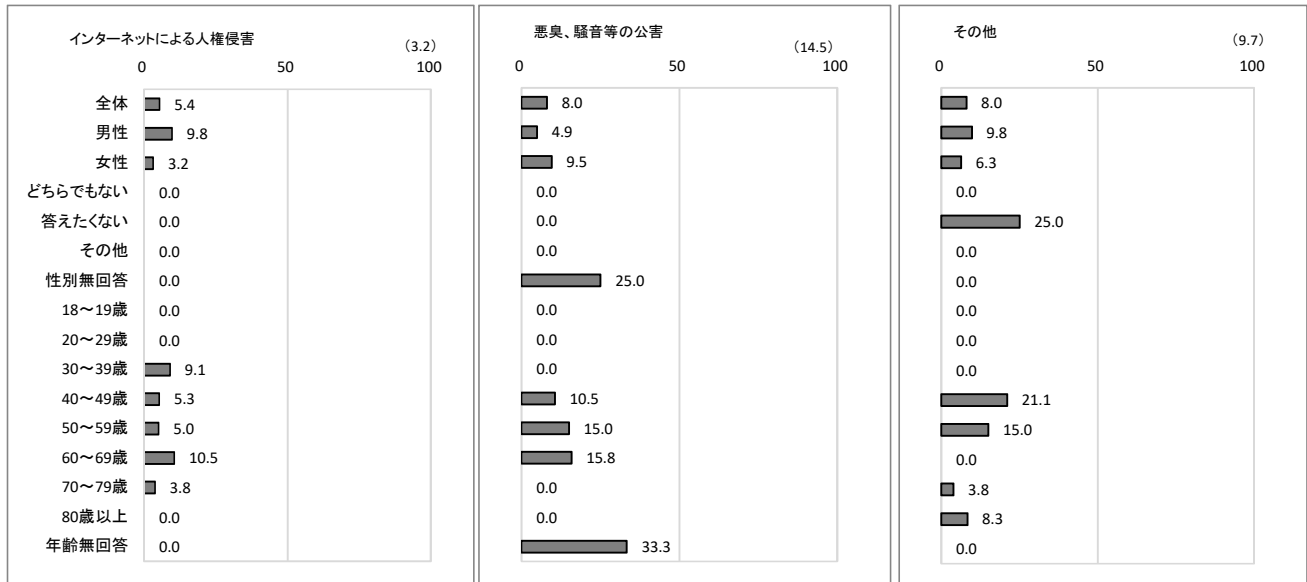 インターネットによる人権侵害
（3.2）
0 50 100
全体 5.4
男性 9.8
女性 3.2
どちらでもない 0.0
答えたくない 0.0
その他 0.0
性別無回答 0.0
18～19歳 0.0
20～29歳 0.0
30～39歳 9.1
40～49歳 5.3
50～59歳 5.0
60～69歳 10.5
70～79歳 3.8
80歳以上 0.0
年齢無回答 0.0
悪臭、騒音等の公害
（14.5）
0 50 100
8.0
4.9
9.5
0.0
0.0
0.0
25.0
0.0
0.0
0.0
10.5
15.0
15.8
0.0
0.0
33.3
その他
（9.7）
0 50 100
8.0
9.8
6.3
0.0
25.0
0.0
0.0
0.0
0.0
0.0
21.1
15.0
0.0
3.8
8.3
0.0